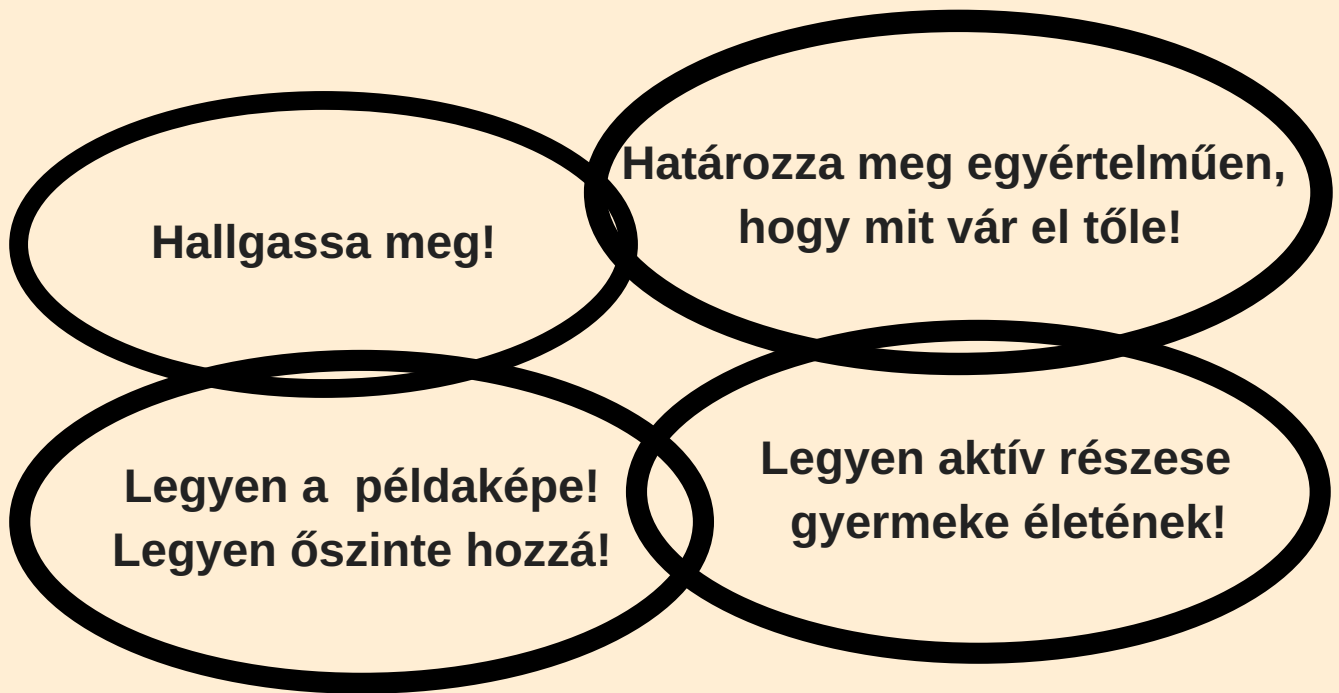 Hallgassa meg!
Határozza meg egyértelműen,
hogy mit vár el tőle!
Legyen a  példaképe!
Legyen őszinte hozzá!
Legyen aktív részese
gyermeke életének!